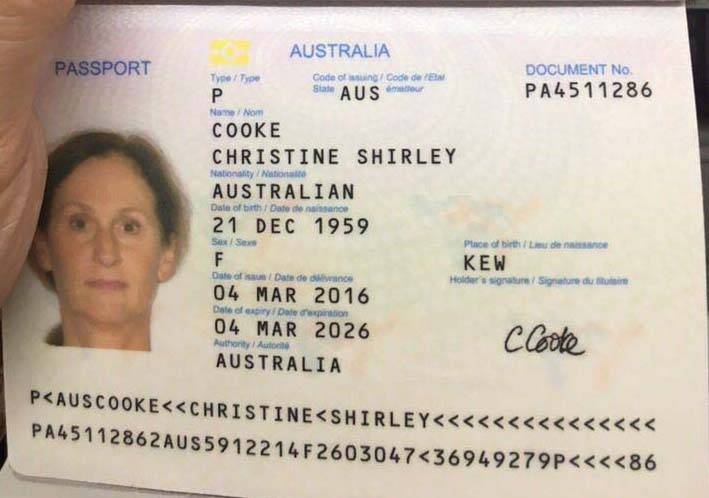 PASSPORT
AUSTRALIA
Type / Type
Code of issuing / Code de l'État
State
émetteur
DOCUMENT No.
P
AUS
PA4511286
Name / Nom
COOKE
CHRISTINE SHIRLEY
Nationality / Nationalité
AUSTRALIAN
Date of birth / Date de naissance
21 DEC 1959
Sex / Sexe
Place of birth / Lieu de naissance
F
KEW
Date of issue / Date de délivrance
Holder's signature / Signature du titulaire
04 MAR 2016
Date of expiry / Date d'expiration
04 MAR 2026
Authority / Autorité
C Cooke
AUSTRALIA
P<AUSCOOKE<<CHRISTINE<SHIRLEY<<<<<<<<<<<<<<<
PA45112862AUS5912214F2603047<36949279P<<<<86